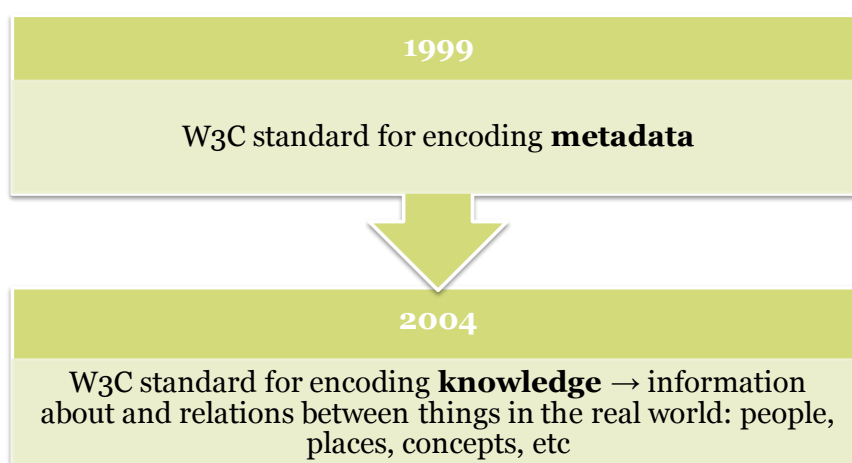 1999
W3C standard for encoding metadata
2004
W3C standard for encoding knowledge → information
about and relations between things in the real world: people,
places, concepts, etc